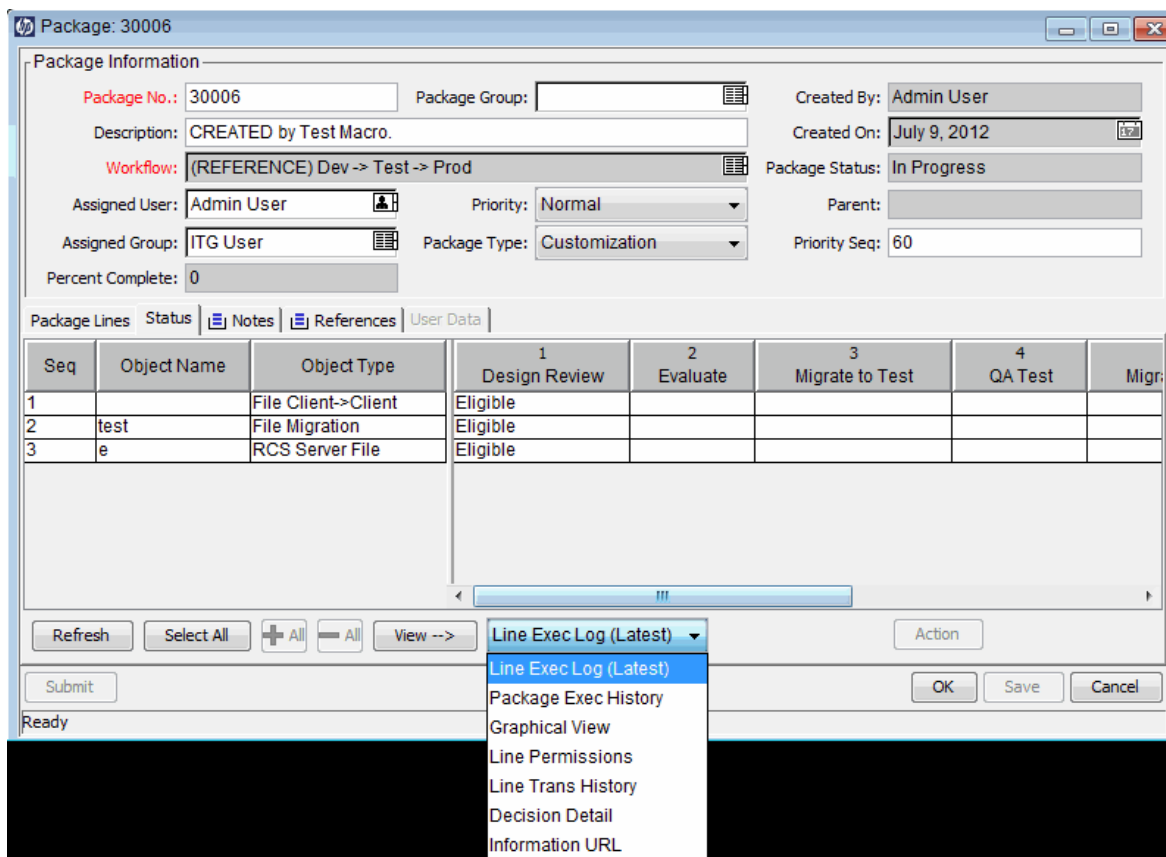 Package: 30006
Package Information
Package No.: 30006 Package Group: Created By: Admin User
Description: CREATED by Test Macro. Created On: July 9, 2012
Workflow: (REFERENCE) Dev -> Test -> Prod Package Status: In Progress
Assigned User: Admin User Priority: Normal Parent:
Assigned Group: ITG User Package Type: Customization Priority Seq: 60
Percent Complete: 0
Package Lines Status Notes References User Data
Seq Object Name Object Type 1 Design Review 2 Evaluate 3 Migrate to Test 4 QA Test Migra
1 File Client->Client Eligible
2 test File Migration Eligible
3 e RCS Server File Eligible
Refresh Select All All All View --> Line Exec Log (Latest) Action
Line Exec Log (Latest)
Submit OK Save Cancel
Package Exec History
Ready
Graphical View
Line Permissions
Line Trans History
Decision Detail
Information URL